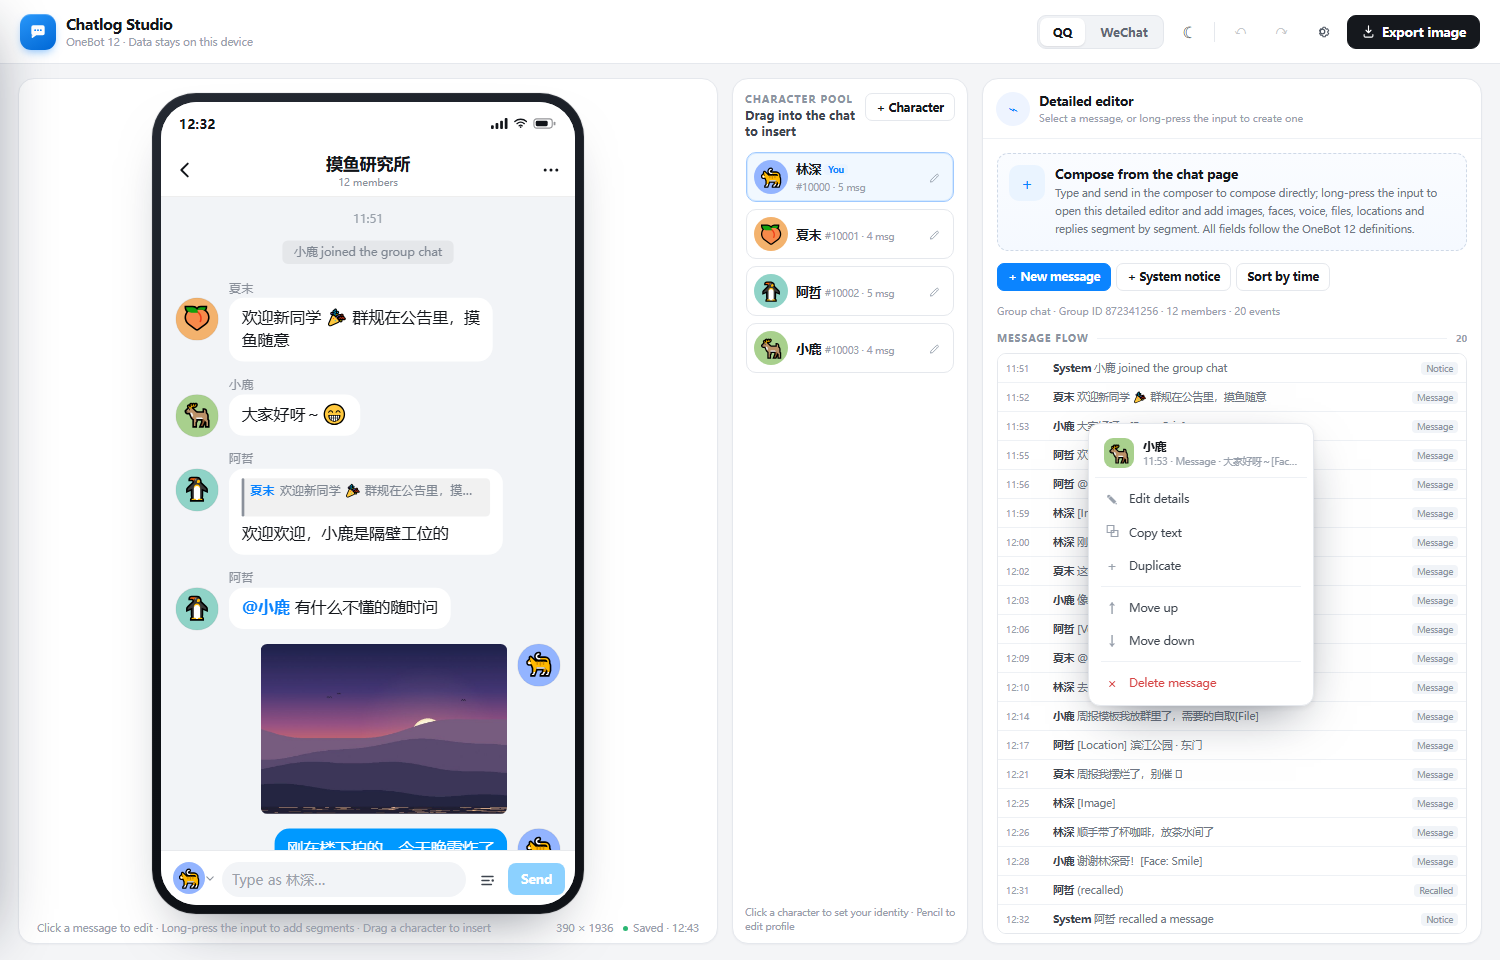 Chatlog Studio
OneBot 12 · Data stays on this device
QQ
WeChat
Export image
12:32
摸鱼研究所
12 members
11:51
小鹿 joined the group chat
夏末
欢迎新同学 🎉 群规在公告里，摸
鱼随意
小鹿
大家好呀～😁
阿哲
夏末 欢迎新同学 🎉 群规在公告里，摸...
欢迎欢迎，小鹿是隔壁工位的
阿哲
@小鹿 有什么不懂的随时问
刚在楼下拍的，今天晚霞炸了
Type as 林深...
Send
Click a message to edit · Long-press the input to add segments · Drag a character to insert
390 × 1936
Saved · 12:43
CHARACTER POOL
Drag into the chat
to insert
+ Character
林深 You
#10000 · 5 msg
夏末 #10001 · 4 msg
阿哲 #10002 · 5 msg
小鹿 #10003 · 4 msg
Click a character to set your identity · Pencil to
edit profile
Detailed editor
Select a message, or long-press the input to create one
+
Compose from the chat page
Type and send in the composer to compose directly; long-press the input to
open this detailed editor and add images, faces, voice, files, locations and
replies segment by segment. All fields follow the OneBot 12 definitions.
+ New message
+ System notice
Sort by time
Group chat · Group ID 872341256 · 12 members · 20 events
MESSAGE FLOW
20
11:51 System 小鹿 joined the group chat Notice
11:52 夏末 欢迎新同学 🎉 群规在公告里，摸鱼随意 Message
11:53 小鹿 大家 Message
11:55 阿哲 欢 Message
11:56 阿哲 @ Message
11:59 林深 [I Message
12:00 林深 刚 Message
12:02 夏末 这 Message
12:03 小鹿 像 Message
12:06 阿哲 [V Message
12:09 夏末 @ Message
12:10 林深 去 Message
12:14 小鹿 周报模板我放群里了，需要的自取[File] Message
12:17 阿哲 [Location] 滨江公园 · 东门 Message
12:21 夏末 周报我摆烂了，别催 Message
12:25 林深 [Image] Message
12:26 林深 顺手带了杯咖啡，放茶水间了 Message
12:28 小鹿 谢谢林深哥！[Face: Smile] Message
12:31 阿哲 (recalled) Recalled
12:32 System 阿哲 recalled a message Notice
小鹿
11:53 · Message · 大家好呀～[Fac...
Edit details
Copy text
+ Duplicate
↑ Move up
↓ Move down
× Delete message